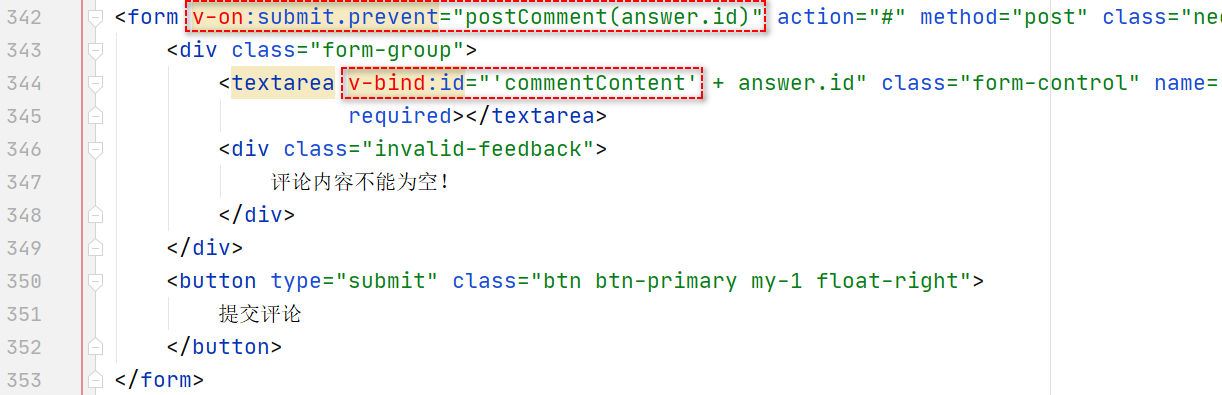 342 <form v-on:submit.prevent="postComment(answer.id)" action="#" method="post" class="nee
343 <div class="form-group">
344 <textarea v-bind:id="'commentContent' + answer.id" class="form-control" name=
345 required></textarea>
346 <div class="invalid-feedback">
347 评论内容不能为空!
348 </div>
349 </div>
350 <button type="submit" class="btn btn-primary my-1 float-right">
351 提交评论
352 </button>
353 </form>